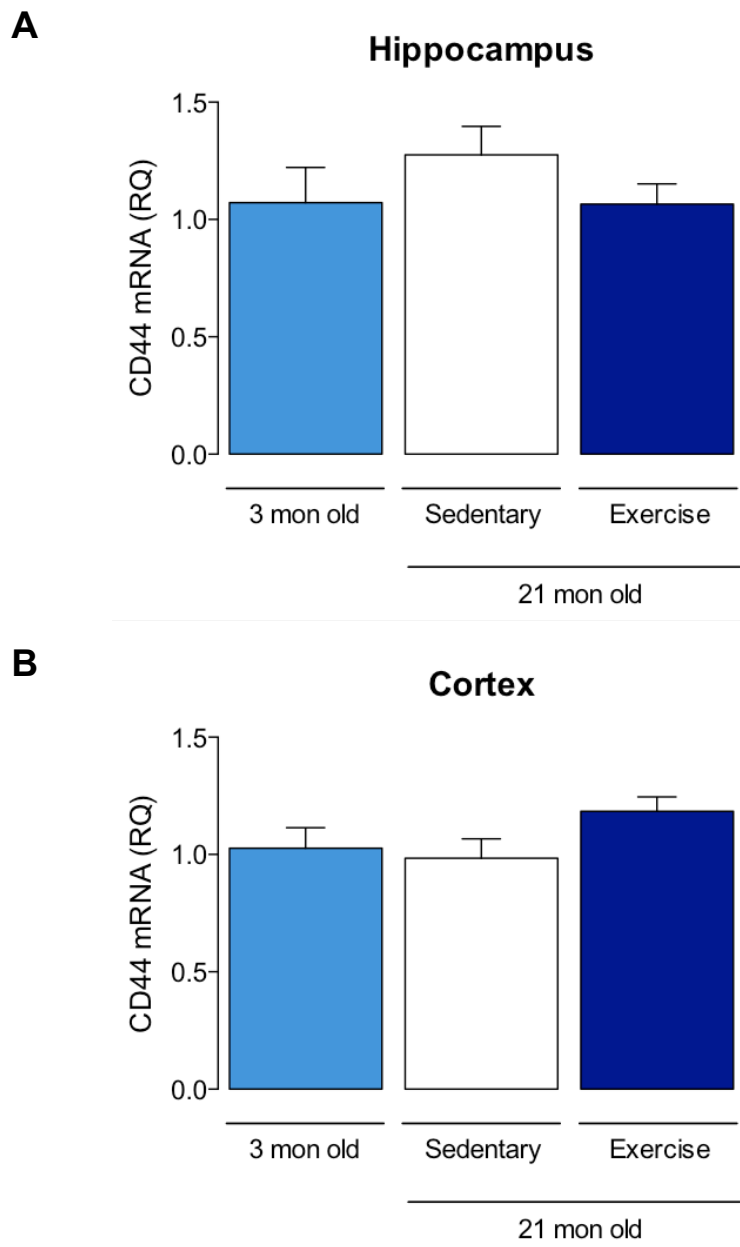 A
Hippocampus
CD44 mRNA (RQ)
1.5
1.0
0.5
0.0
3 mon old Sedentary Exercise
21 mon old
B
Cortex
CD44 mRNA (RQ)
1.5
1.0
0.5
0.0
3 mon old Sedentary Exercise
21 mon old